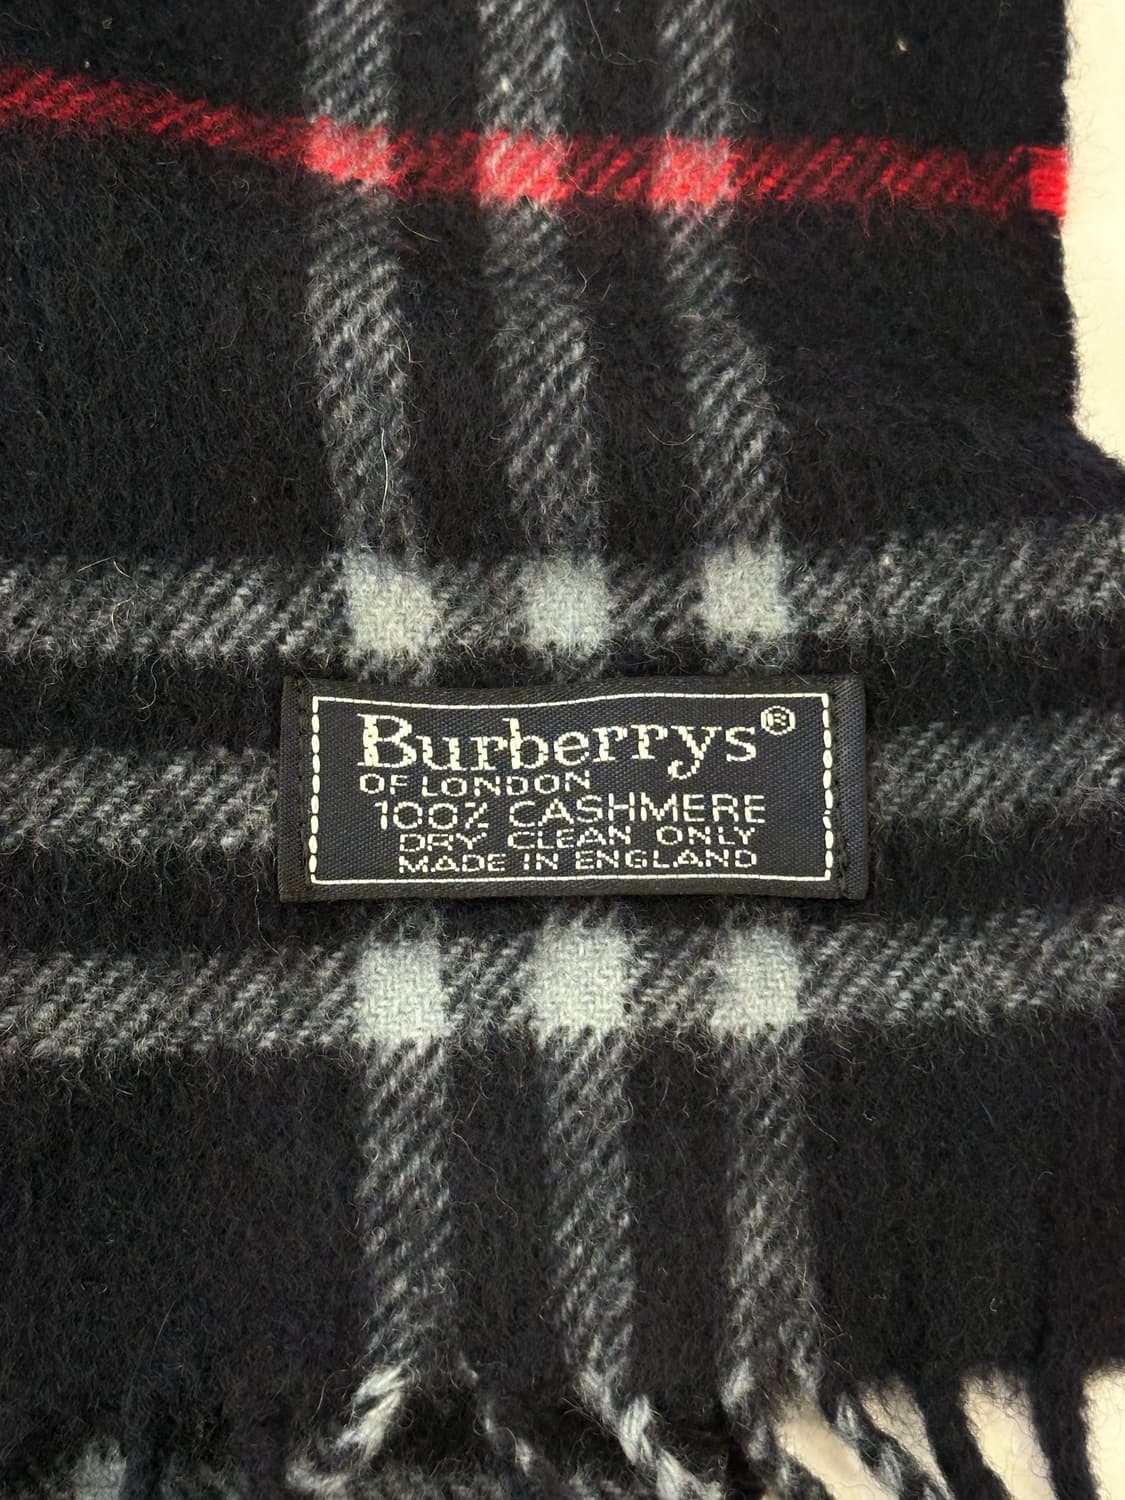 Burberrys®
OF LONDON
100% CASHMERE
DRY CLEAN ONLY
MADE IN ENGLAND